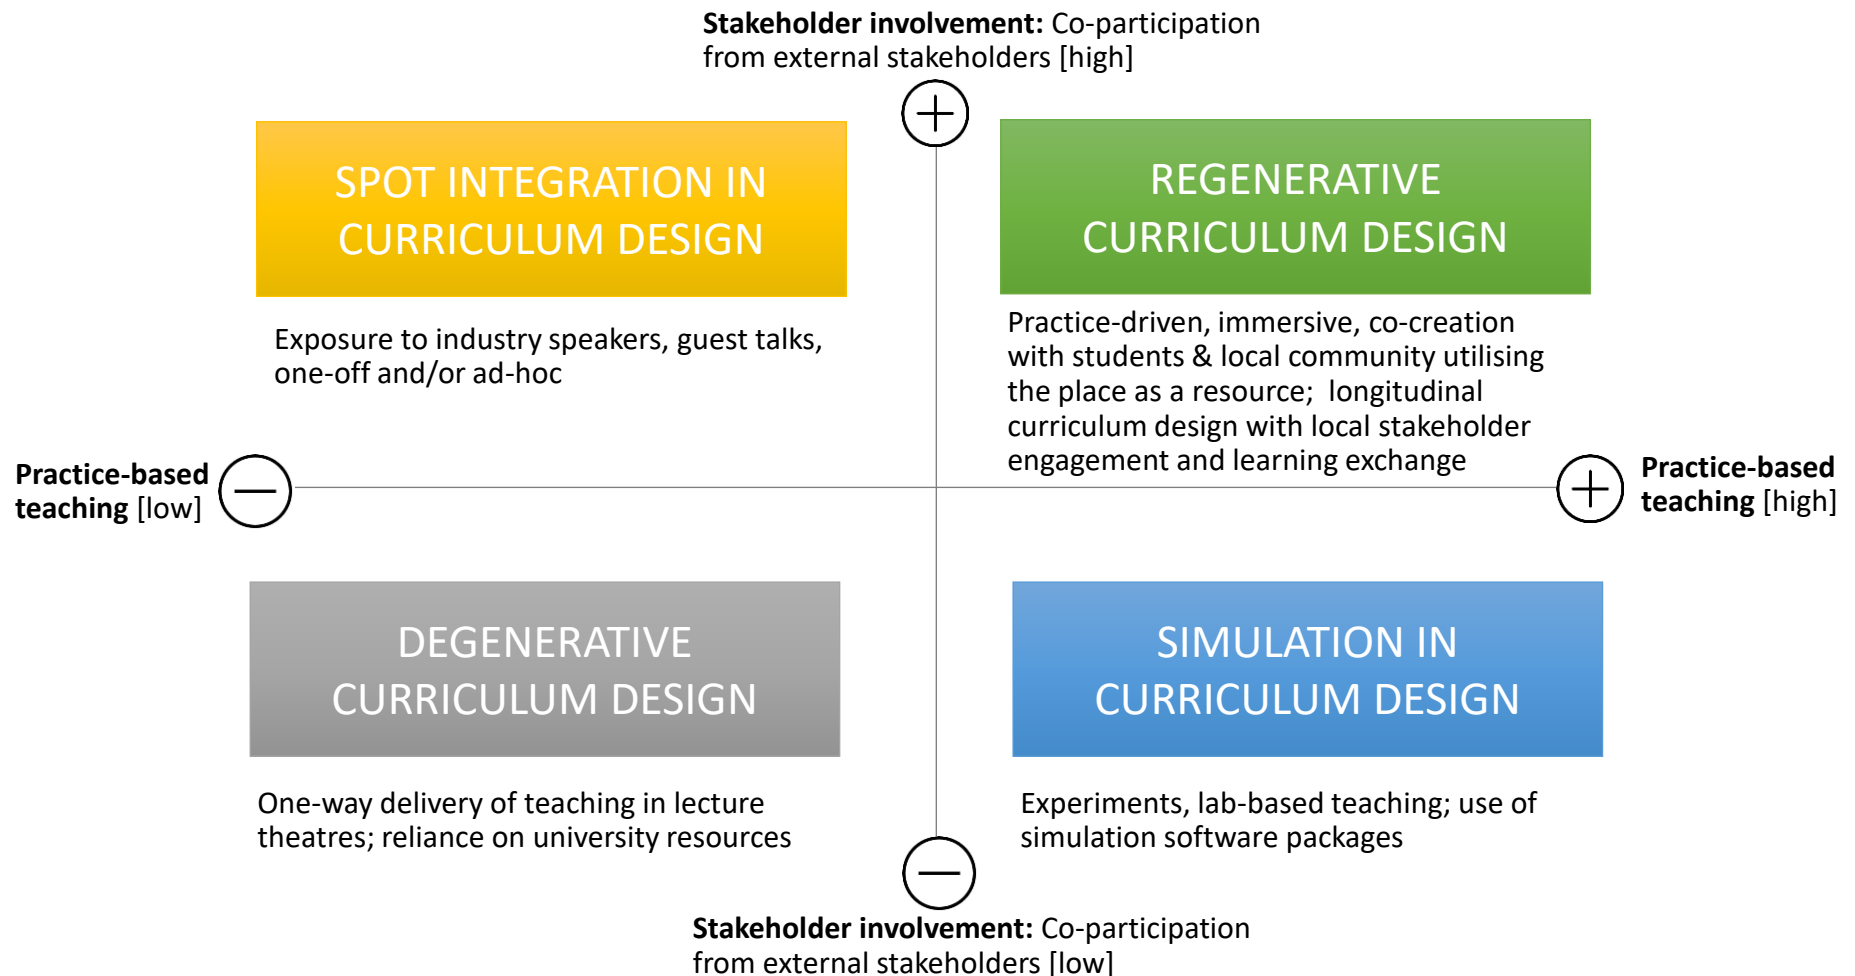 Stakeholder involvement: Co-participation
from external stakeholders [high]
SPOT INTEGRATION IN
CURRICULUM DESIGN
REGENERATIVE
CURRICULUM DESIGN
Exposure to industry speakers, guest talks,
one-off and/or ad-hoc
Practice-driven, immersive, co-creation
with students & local community utilising
the place as a resource;  longitudinal
curriculum design with local stakeholder
engagement and learning exchange
Practice-based
teaching [low]
Practice-based
teaching [high]
DEGENERATIVE
CURRICULUM DESIGN
SIMULATION IN
CURRICULUM DESIGN
One-way delivery of teaching in lecture
theatres; reliance on university resources
Experiments, lab-based teaching; use of
simulation software packages
Stakeholder involvement: Co-participation
from external stakeholders [low]